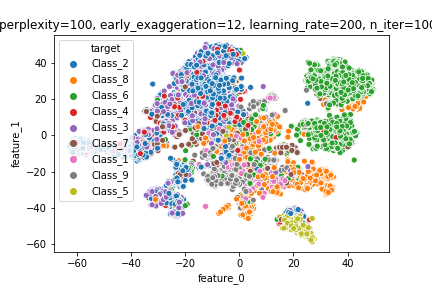 perplexity=100, early_exaggeration=12, learning_rate=200, n_iter=100
target
Class_2
Class_8
Class_6
Class_4
Class_3
Class_7
Class_1
Class_9
Class_5
feature_1
40
20
0
−20
−40
−60
−60 −40 −20 0 20 40
feature_0